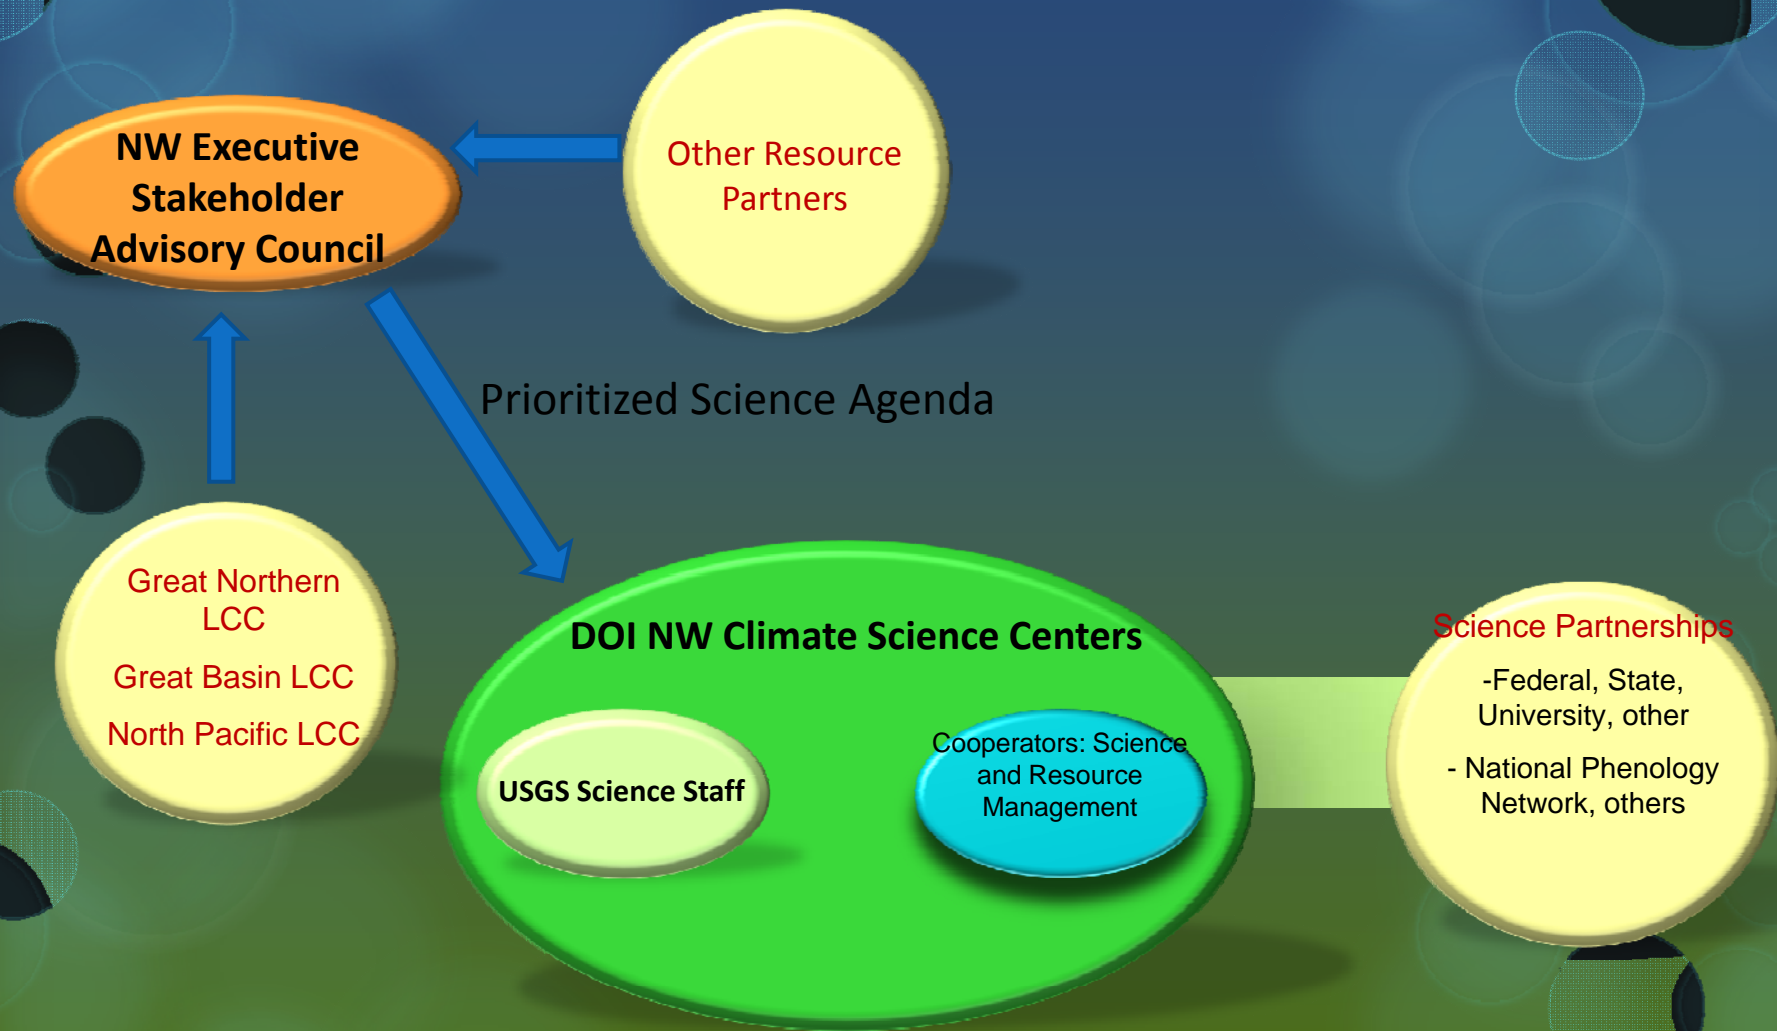 NW Executive
Stakeholder
Advisory Council
Other Resource
Partners
Prioritized Science Agenda
Great Northern
LCC
Great Basin LCC
North Pacific LCC
DOI NW Climate Science Centers
USGS Science Staff
Cooperators: Science
and Resource
Management
Science Partnerships
-Federal, State,
University, other
- National Phenology
Network, others